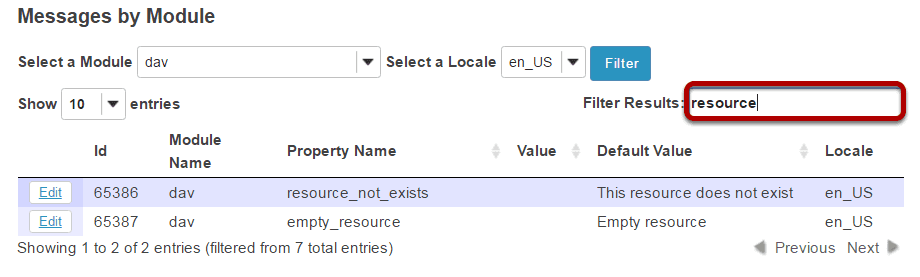 Messages by Module
Select a Module dav Select a Locale en_US Filter
Show 10 entries Filter Results: resource
Id Module Name Property Name Value Default Value Locale
Edit 65386 dav resource_not_exists This resource does not exist en_US
Edit 65387 dav empty_resource Empty resource en_US
Showing 1 to 2 of 2 entries (filtered from 7 total entries) Previous Next